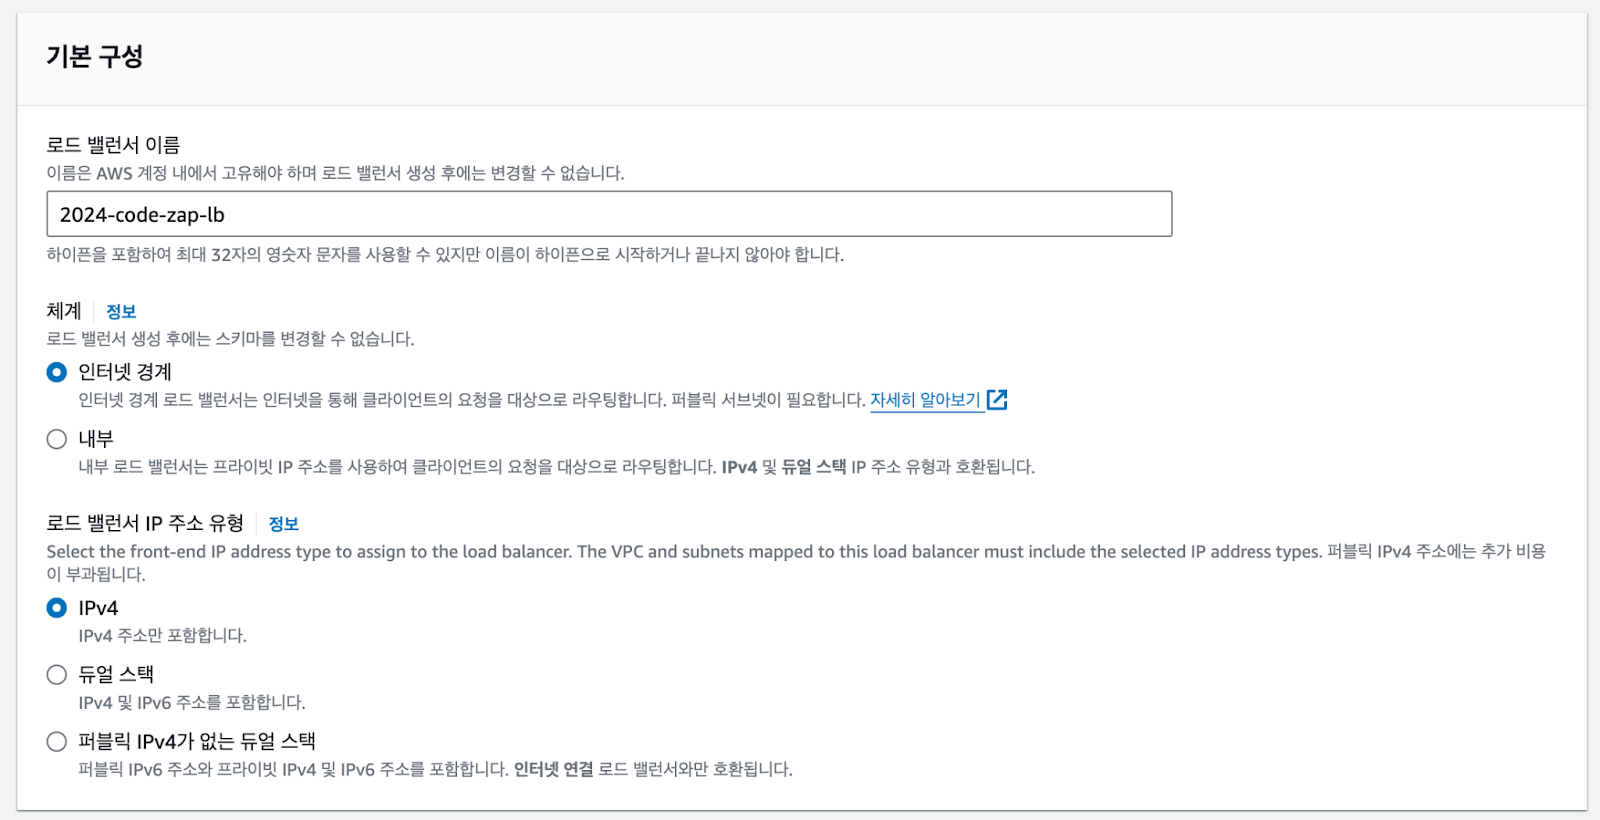 기본 구성
로드 밸런서 이름
이름은 AWS 계정 내에서 고유해야 하며 로드 밸런서 생성 후에는 변경할 수 없습니다.
2024-code-zap-lb
하이픈을 포함하여 최대 32자의 영숫자 문자를 사용할 수 있지만 이름이 하이픈으로 시작하거나 끝나지 않아야 합니다.
체계 정보
로드 밸런서 생성 후에는 스키마를 변경할 수 없습니다.
인터넷 경계
인터넷 경계 로드 밸런서는 인터넷을 통해 클라이언트의 요청을 대상으로 라우팅합니다. 퍼블릭 서브넷이 필요합니다. 자세히 알아보기
내부
내부 로드 밸런서는 프라이빗 IP 주소를 사용하여 클라이언트의 요청을 대상으로 라우팅합니다. IPv4 및 듀얼 스택 IP 주소 유형과 호환됩니다.
로드 밸런서 IP 주소 유형 정보
Select the front-end IP address type to assign to the load balancer. The VPC and subnets mapped to this load balancer must include the selected IP address types. 퍼블릭 IPv4 주소에는 추가 비용
이 부과됩니다.
IPv4
IPv4 주소만 포함합니다.
듀얼 스택
IPv4 및 IPv6 주소를 포함합니다.
퍼블릭 IPv4가 없는 듀얼 스택
퍼블릭 IPv6 주소와 프라이빗 IPv4 및 IPv6 주소를 포함합니다. 인터넷 연결 로드 밸런서와만 호환됩니다.